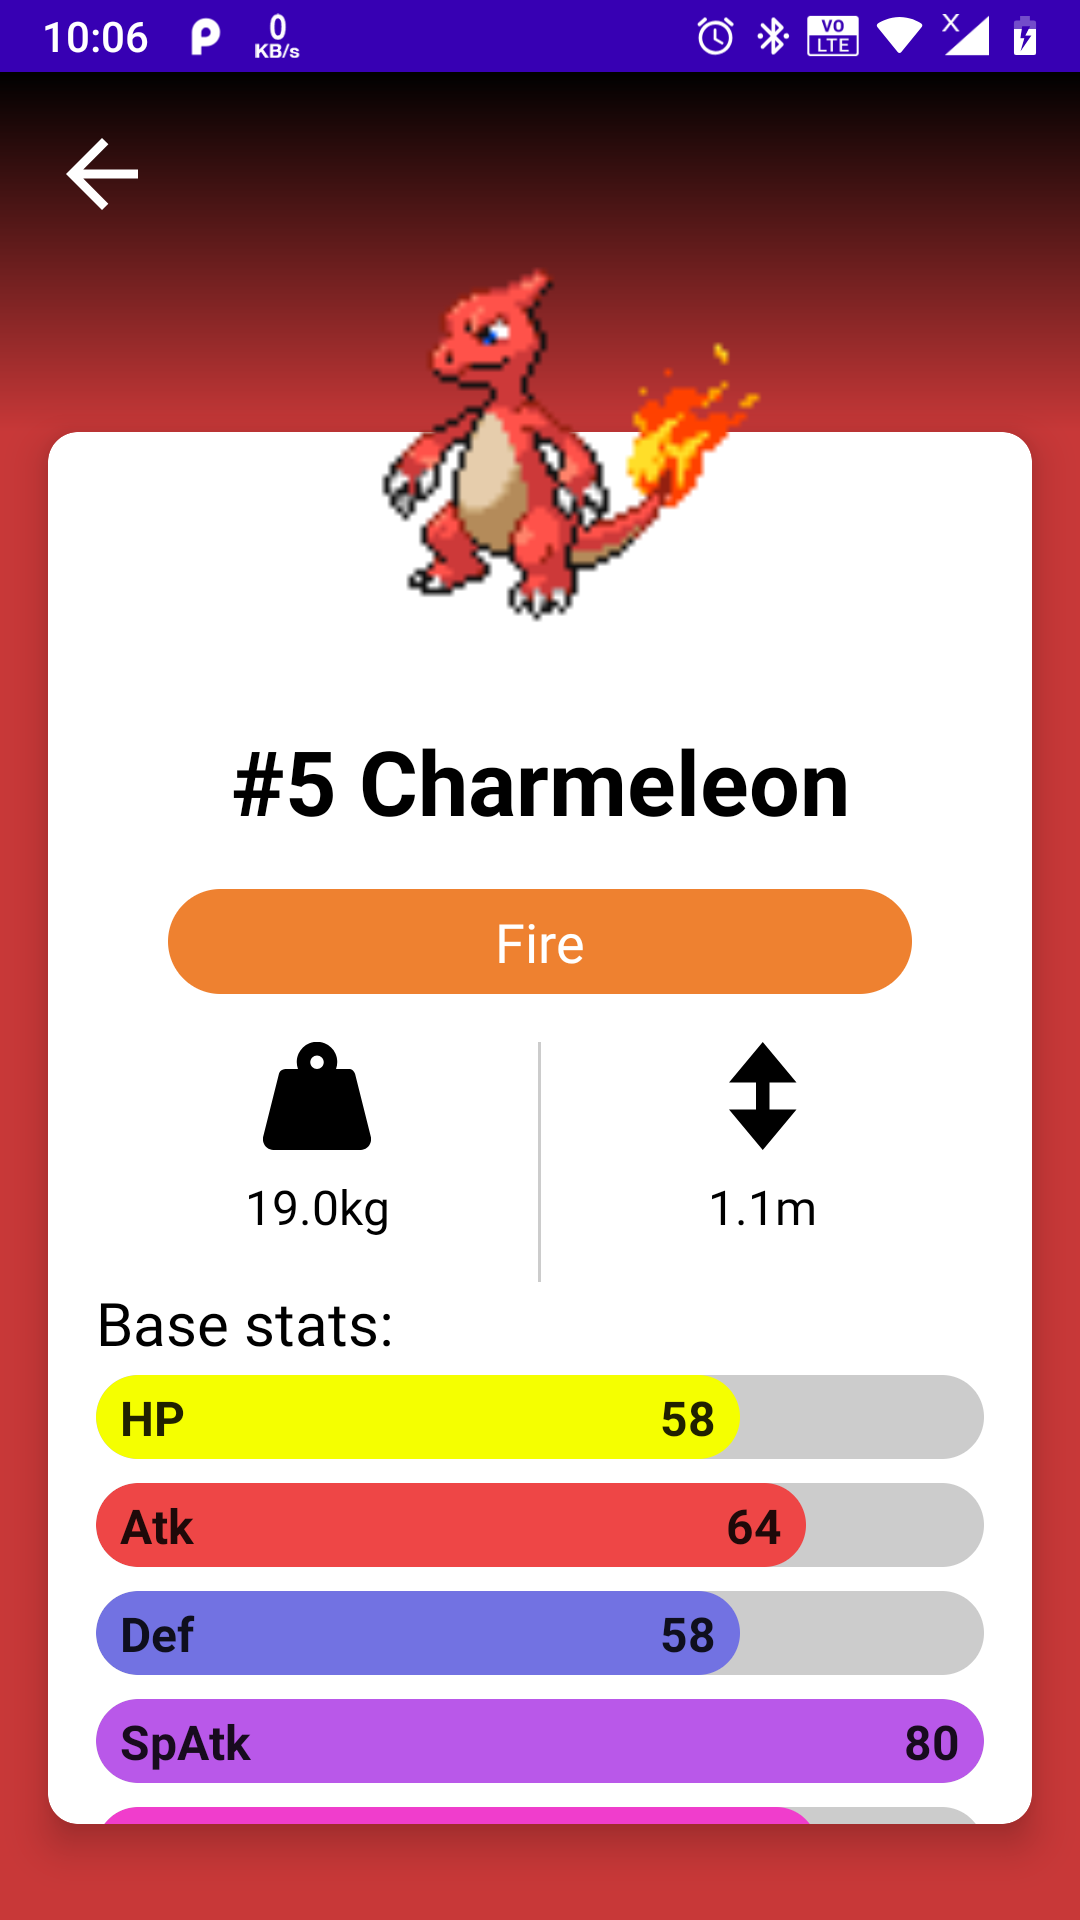 10:06 0 KB/s VO LTE X
#5 Charmeleon
Fire
19.0kg 1.1m
Base stats:
HP 58
Atk 64
Def 58
SpAtk 80